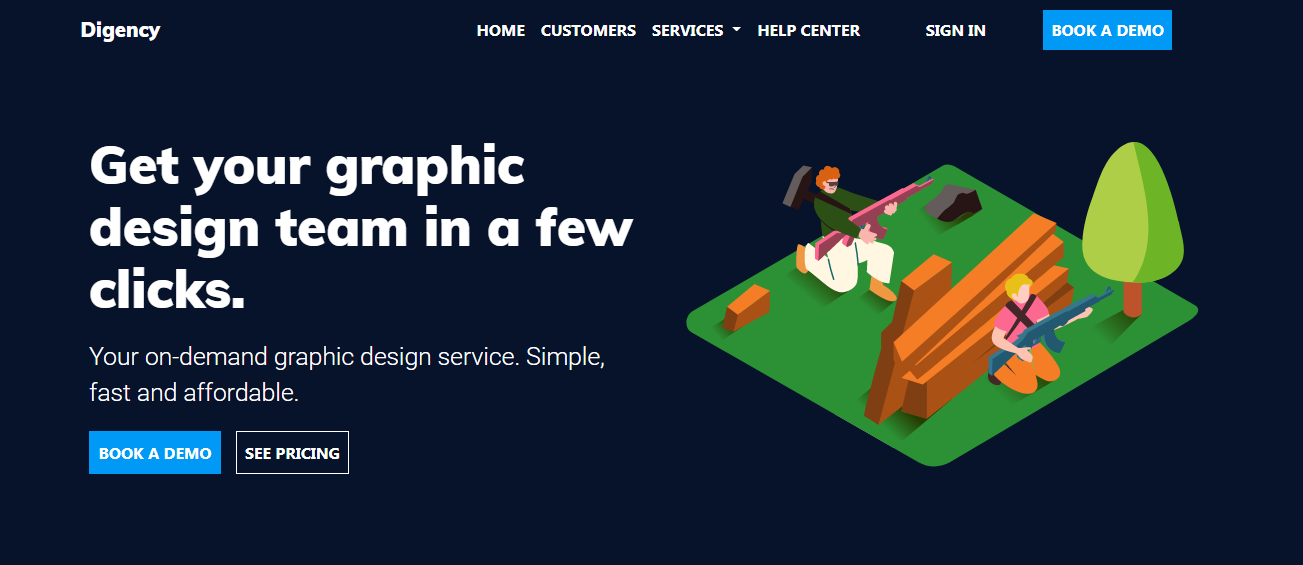 Digency
HOME CUSTOMERS SERVICES HELP CENTER SIGN IN BOOK A DEMO
Get your graphic
design team in a few
clicks.
Your on-demand graphic design service. Simple,
fast and affordable.
BOOK A DEMO SEE PRICING